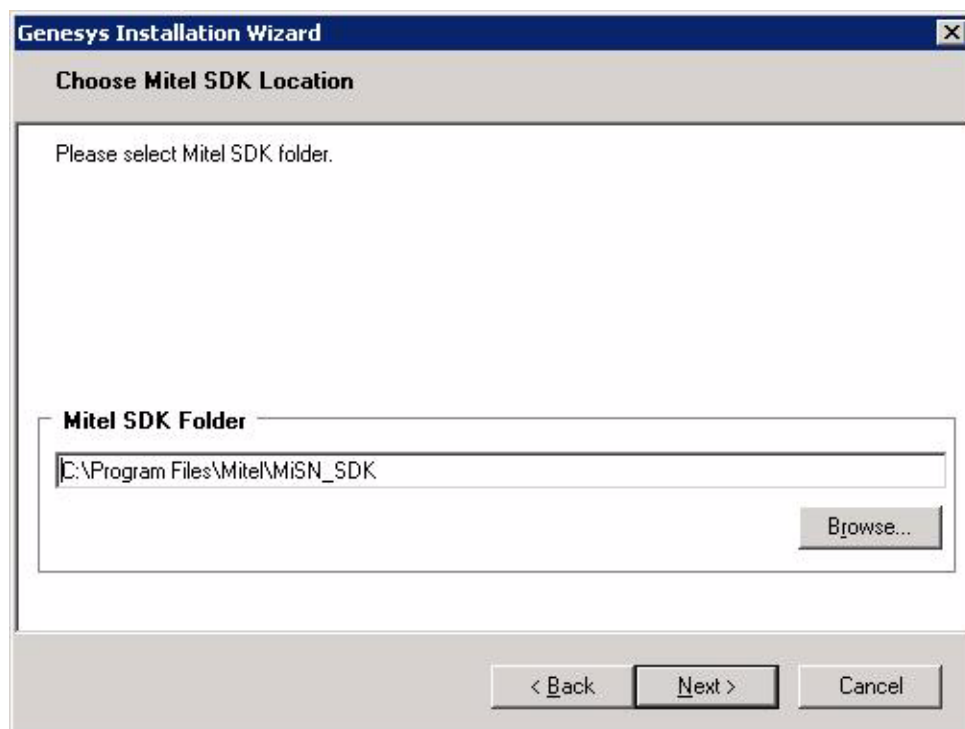 Genesys Installation Wizard
Choose Mitel SDK Location
Please select Mitel SDK folder.
Mitel SDK Folder
C:\Program Files\Mitel\MiSN_SDK
Browse...
< Back
Next >
Cancel